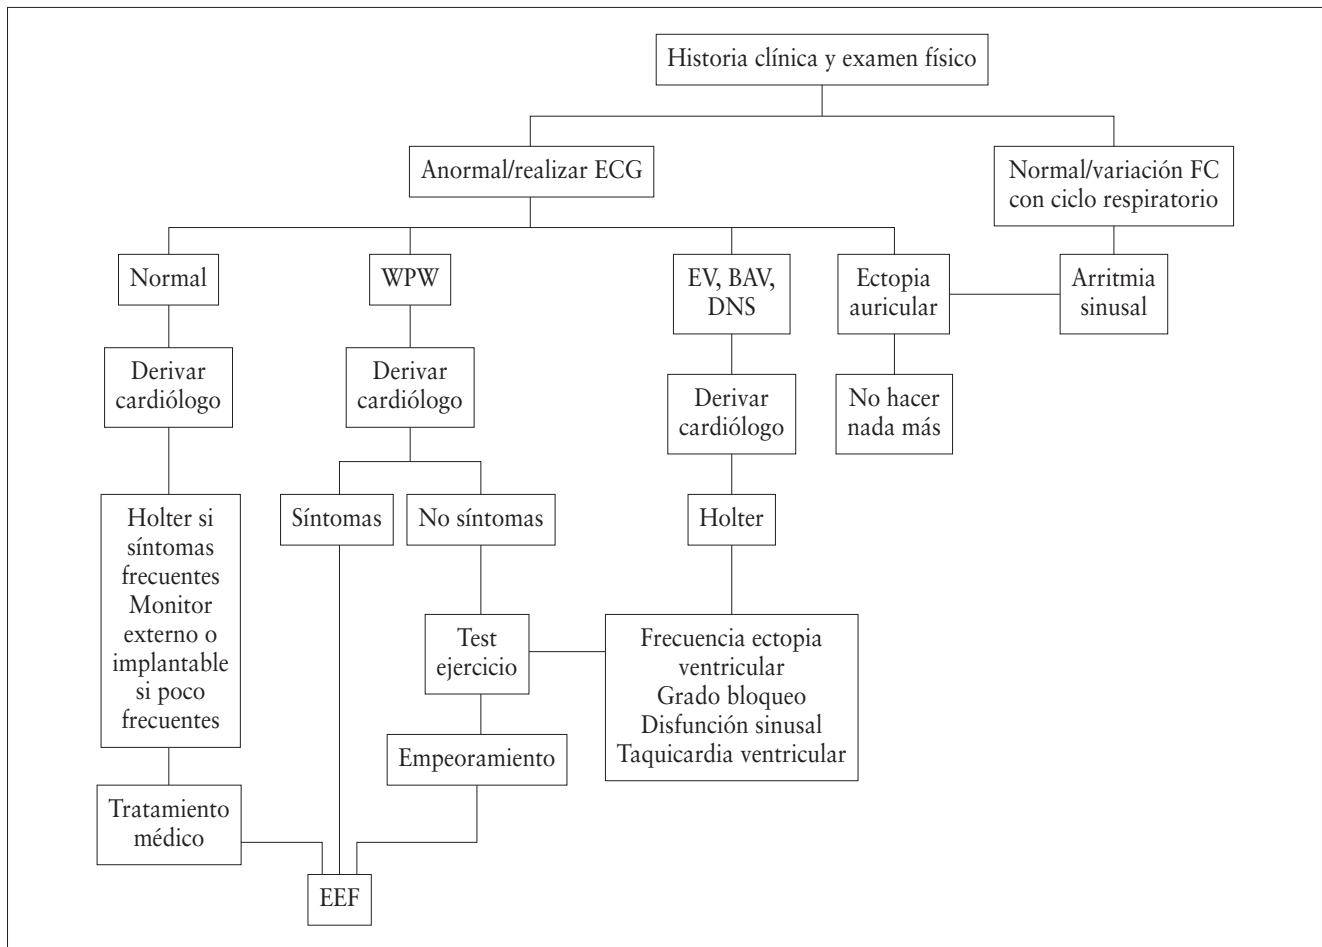 Historia clínica y examen físico
Anormal/realizar ECG
Normal/variación FC
con ciclo respiratorio
Normal
WPW
EV, BAV,
DNS
Ectopia
auricular
Arritmia
sinusal
Derivar
cardiólogo
Derivar
cardiólogo
Derivar
cardiólogo
No hacer
nada más
Holter si
síntomas
frecuentes
Monitor
externo o
implantable
si poco
frecuentes
Síntomas
No síntomas
Holter
Test
ejercicio
Frecuencia ectopia
ventricular
Grado bloqueo
Disfunción sinusal
Taquicardia ventricular
Empeoramiento
Tratamiento
médico
EEF